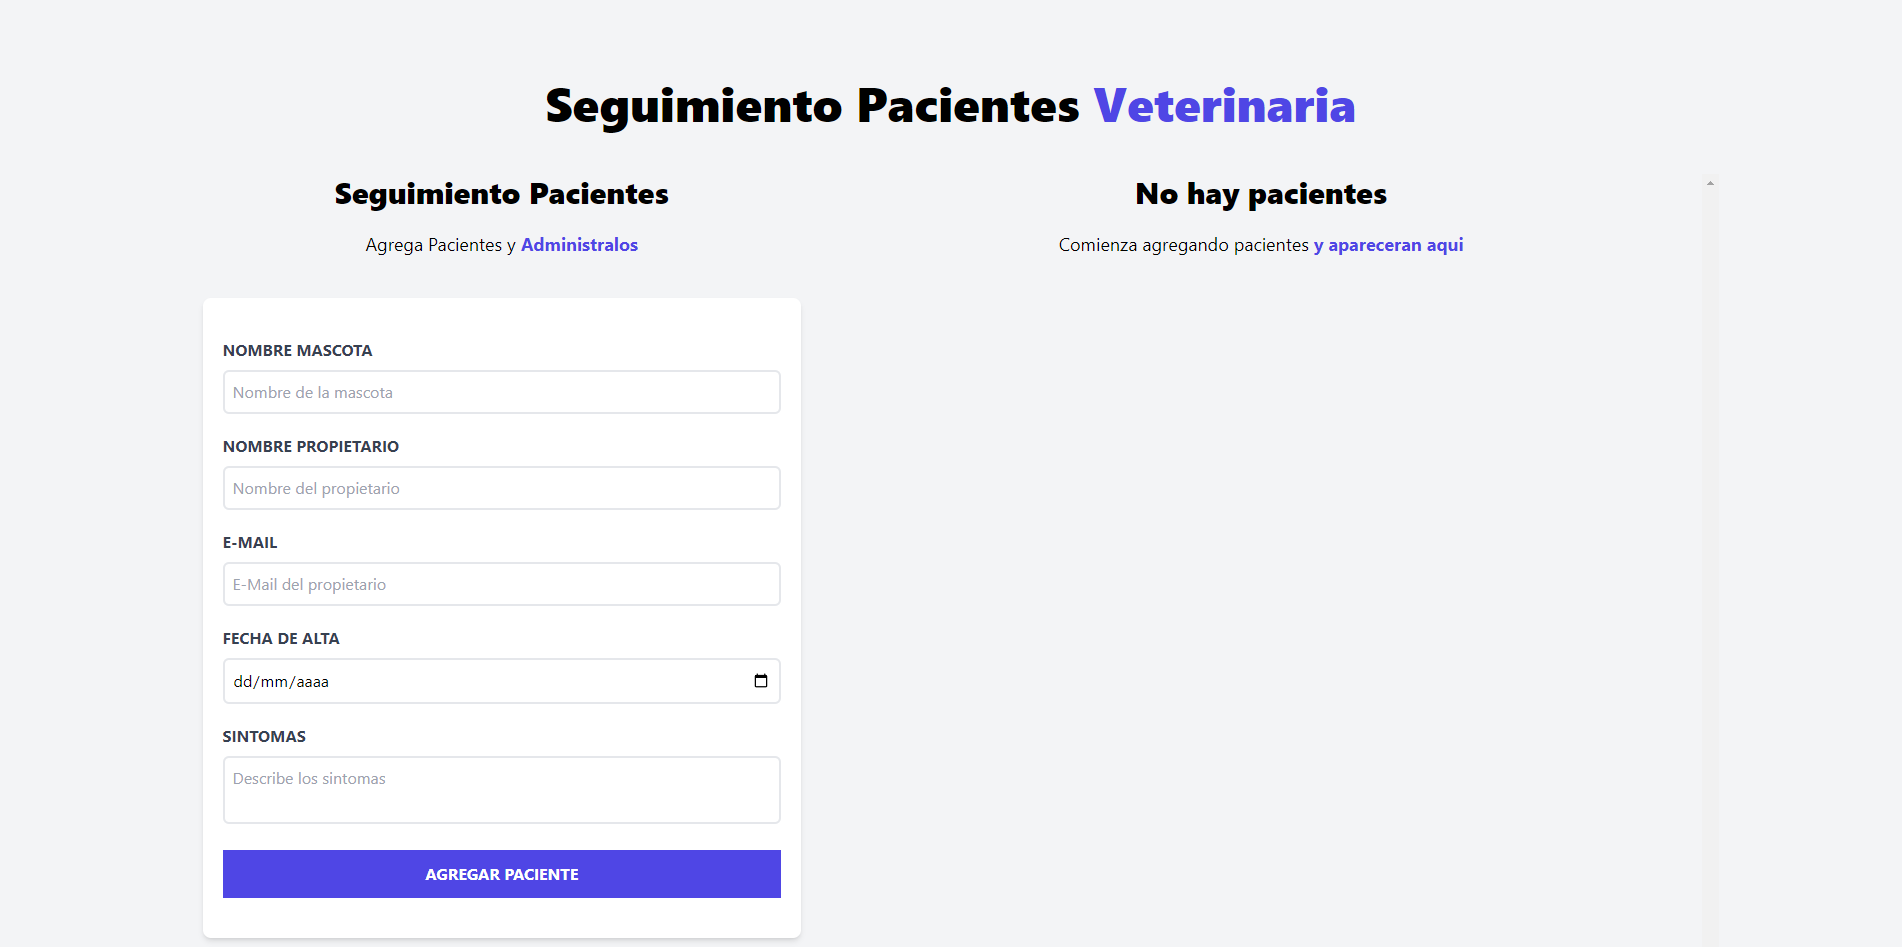 Seguimiento Pacientes Veterinaria
Seguimiento Pacientes
Agrega Pacientes y Administralos
NOMBRE MASCOTA
Nombre de la mascota
NOMBRE PROPIETARIO
Nombre del propietario
E-MAIL
E-Mail del propietario
FECHA DE ALTA
dd/mm/aaaa
SINTOMAS
Describe los sintomas
AGREGAR PACIENTE
No hay pacientes
Comienza agregando pacientes y apareceran aqui